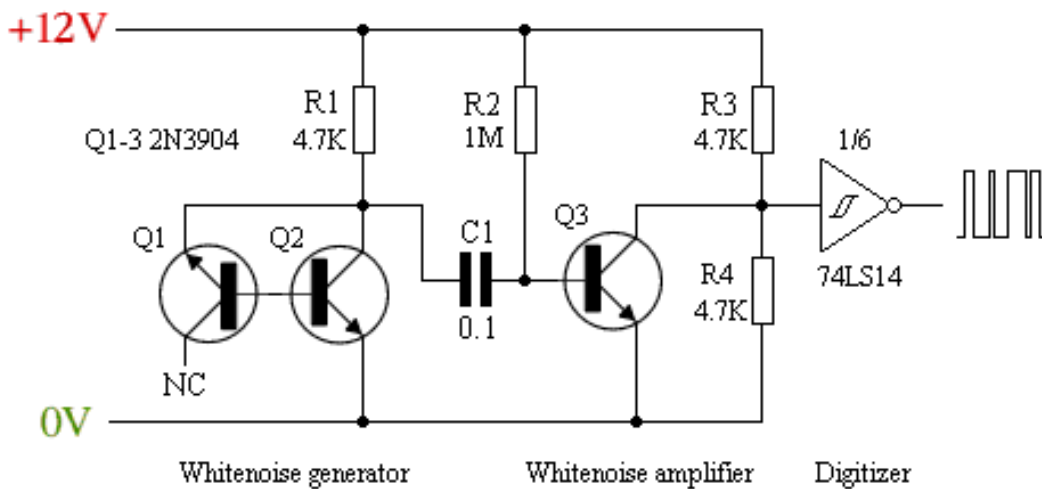 +12V
R1
4.7K
R2
1M
R3
4.7K
Q1-3 2N3904
1/6
Q1
Q2
C1
0.1
Q3
R4
4.7K
74LS14
NC
0V
Whitenoise generator
Whitenoise amplifier
Digitizer